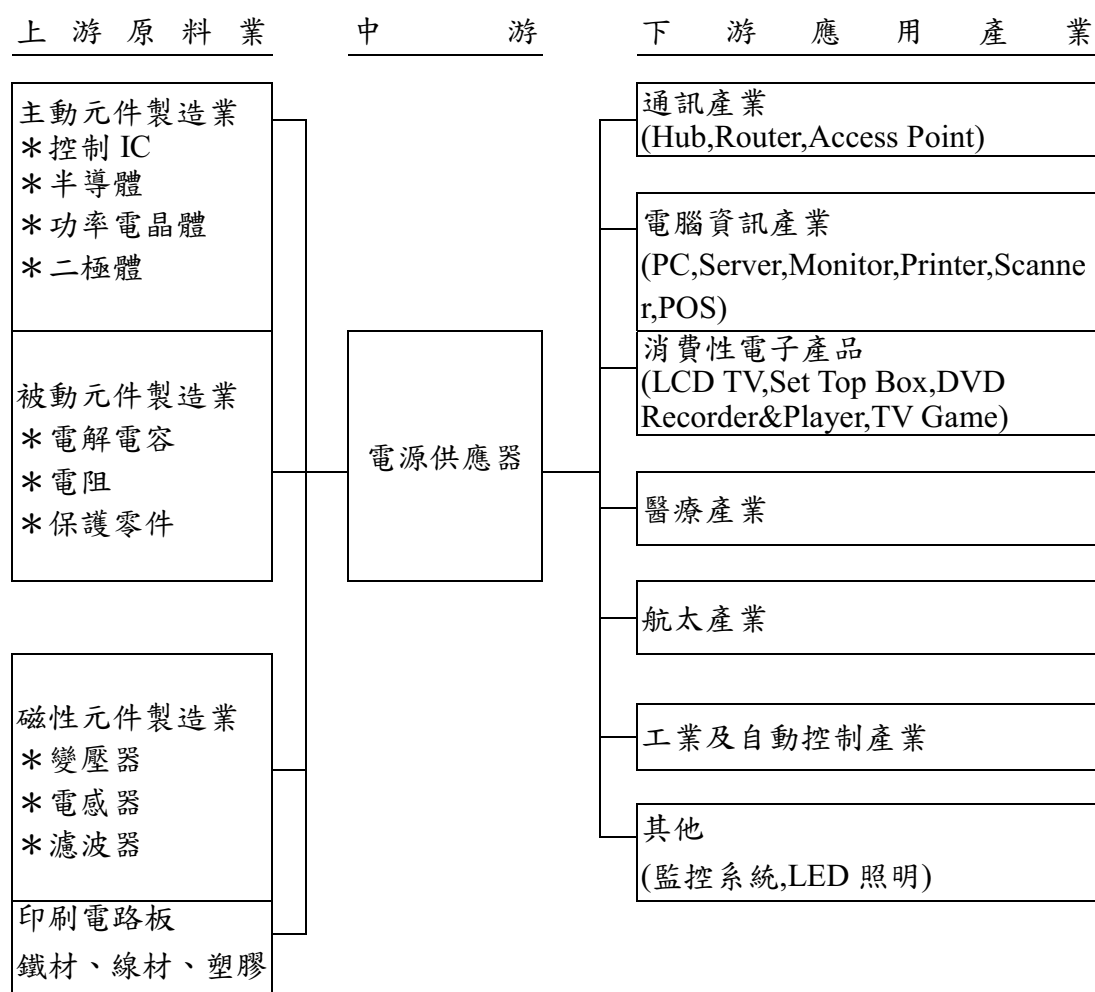 上游原料業
中游
下游應用產業
主動元件製造業
＊控制 IC
＊半導體
＊功率電晶體
＊二極體
被動元件製造業
＊電解電容
＊電阻
＊保護零件
磁性元件製造業
＊變壓器
＊電感器
＊濾波器
印刷電路板
鐵材、線材、塑膠
電源供應器
通訊產業
(Hub,Router,Access Point)
電腦資訊產業
(PC,Server,Monitor,Printer,Scanne
r,POS)
消費性電子產品
(LCD TV,Set Top Box,DVD
Recorder&Player,TV Game)
醫療產業
航太產業
工業及自動控制產業
其他
(監控系統,LED 照明)